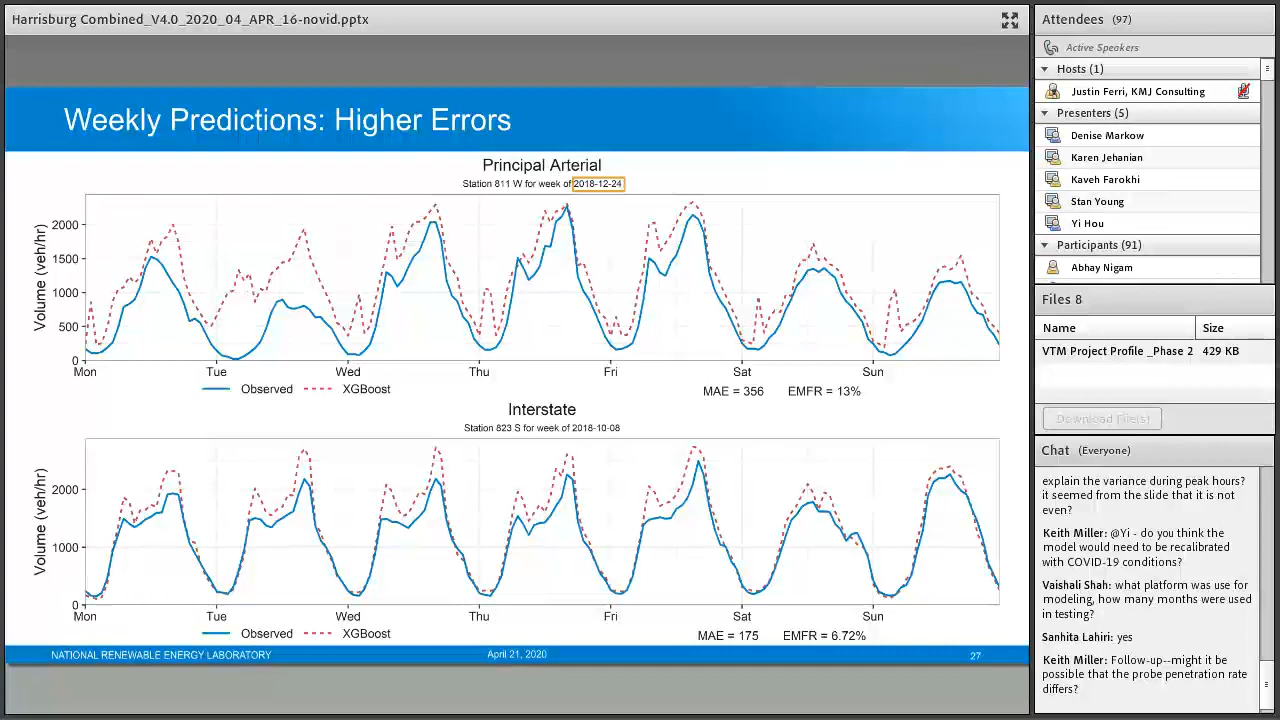 Harrisburg Combined_V4.0_2020_04_APR_16-novid.pptx
Weekly Predictions: Higher Errors
Principal Arterial
Station 811 W for week of 2018-12-24
Volume (veh/hr)
2000
1500
1000
500
0
Mon Tue Wed Thu Fri Sat Sun
Observed XGBoost MAE = 356 EMFR = 13%
Interstate
Station 823 S for week of 2018-10-08
Volume (veh/hr)
2000
1000
0
Mon Tue Wed Thu Fri Sat Sun
Observed XGBoost MAE = 175 EMFR = 6.72%
NATIONAL RENEWABLE ENERGY LABORATORY April 21, 2020 27
Attendees (97)
Active Speakers
Hosts (1)
Justin Ferri, KMJ Consulting
Presenters (5)
Denise Markow
Karen Jehanian
Kaveh Farokhi
Stan Young
Yi Hou
Participants (91)
Abhay Nigam
Files 8
Name Size
VTM Project Profile _Phase 2 429 KB
Download File(s)
Chat (Everyone)
explain the variance during peak hours?
it seemed from the slide that it is not
even?
Keith Miller: @Yi - do you think the
model would need to be recalibrated
with COVID-19 conditions?
Vaishali Shah: what platform was use for
modeling, how many months were used
in testing?
Sanhita Lahiri: yes
Keith Miller: Follow-up--might it be
possible that the probe penetration rate
differs?